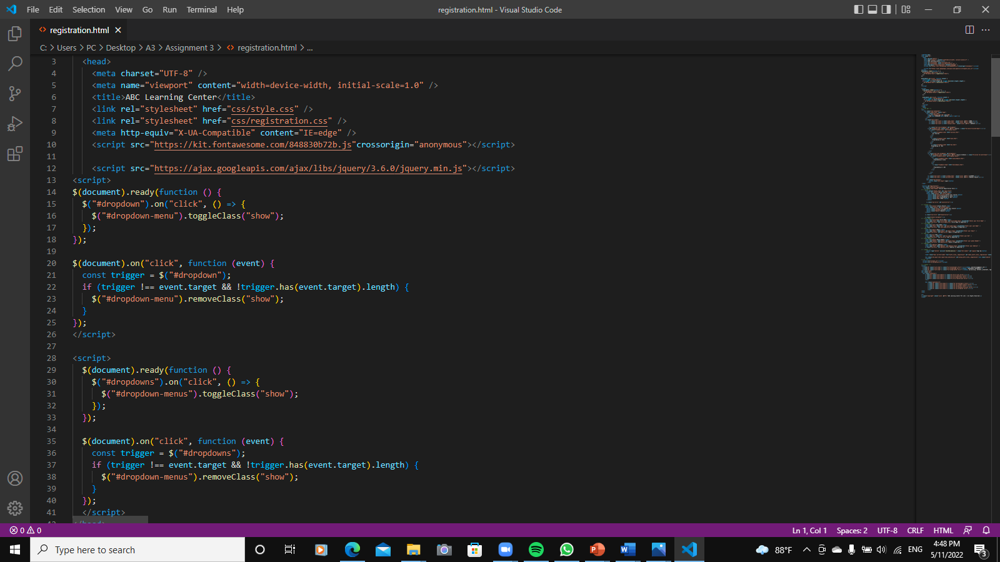 File Edit Selection View Go Run Terminal Help
registration.html - Visual Studio Code
registration.html
C: > Users > PC > Desktop > A3 > Assignment 3 > registration.html > ...
3 <head>
4 <meta charset="UTF-8" />
5 <meta name="viewport" content="width=device-width, initial-scale=1.0" />
6 <title>ABC Learning Center</title>
7 <link rel="stylesheet" href="css/style.css" />
8 <link rel="stylesheet" href="css/registration.css" />
9 <meta http-equiv="X-UA-Compatible" content="IE=edge" />
10 <script src="https://kit.fontawesome.com/848830b72b.js"crossorigin="anonymous"></script>
11
12 <script src="https://ajax.googleapis.com/ajax/libs/jquery/3.6.0/jquery.min.js"></script>
13 <script>
14 $(document).ready(function () {
15 $("#dropdown").on("click", () => {
16 $("#dropdown-menu").toggleClass("show");
17 });
18 });
19
20 $(document).on("click", function (event) {
21 const trigger = $("#dropdown");
22 if (trigger !== event.target && !trigger.has(event.target).length) {
23 $("#dropdown-menu").removeClass("show");
24 }
25 });
26 </script>
27
28 <script>
29 $(document).ready(function () {
30 $("#dropdowns").on("click", () => {
31 $("#dropdown-menus").toggleClass("show");
32 });
33 });
34
35 $(document).on("click", function (event) {
36 const trigger = $("#dropdowns");
37 if (trigger !== event.target && !trigger.has(event.target).length) {
38 $("#dropdown-menus").removeClass("show");
39 }
40 });
41 </script>
0 0
Ln 1, Col 1 Spaces: 2 UTF-8 CRLF HTML
Type here to search
88°F ENG
4:48 PM
5/11/2022
3